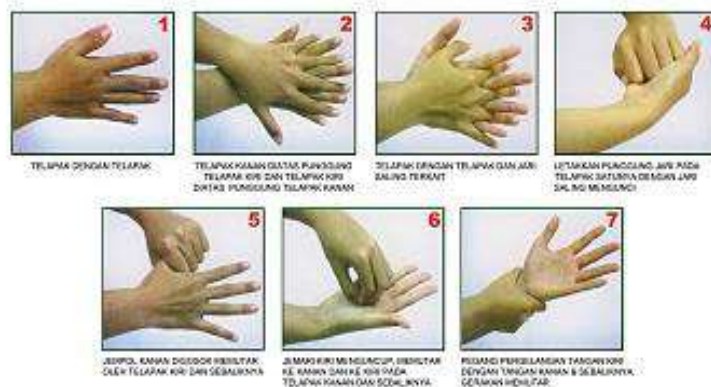 1
TELAPAK DENGAN TELAPAK
2
TELAPAK KANAN DIATAS PUNGGUNG
TELAPAK KIRI DAN TELAPAK KIRI
DIATAS PUNGGUNG TELAPAK KANAN
3
TELAPAK DENGAN TELAPAK DAN JARI
SALING TERKAIT
4
LETAKKAN PUNGGUNG JARI PADA
TELAPAK SATUNYA DENGAN JARI
SALING MENGUNCI
5
JEMPOL KANAN DIGOSOK MEMUTAR
OLEH TELAPAK KIRI DAN SEBALIKNYA
6
JEMARI KIRI MENGUNCUP, MEMUTAR
KE KANAN DAN KE KIRI PADA
TELAPAK KANAN DAN SEBALIKNYA
7
PEGANG PERGELANGAN TANGAN KIRI
DENGAN TANGAN KANAN & SEBALIKNYA,
GERAKAN MEMUTAR